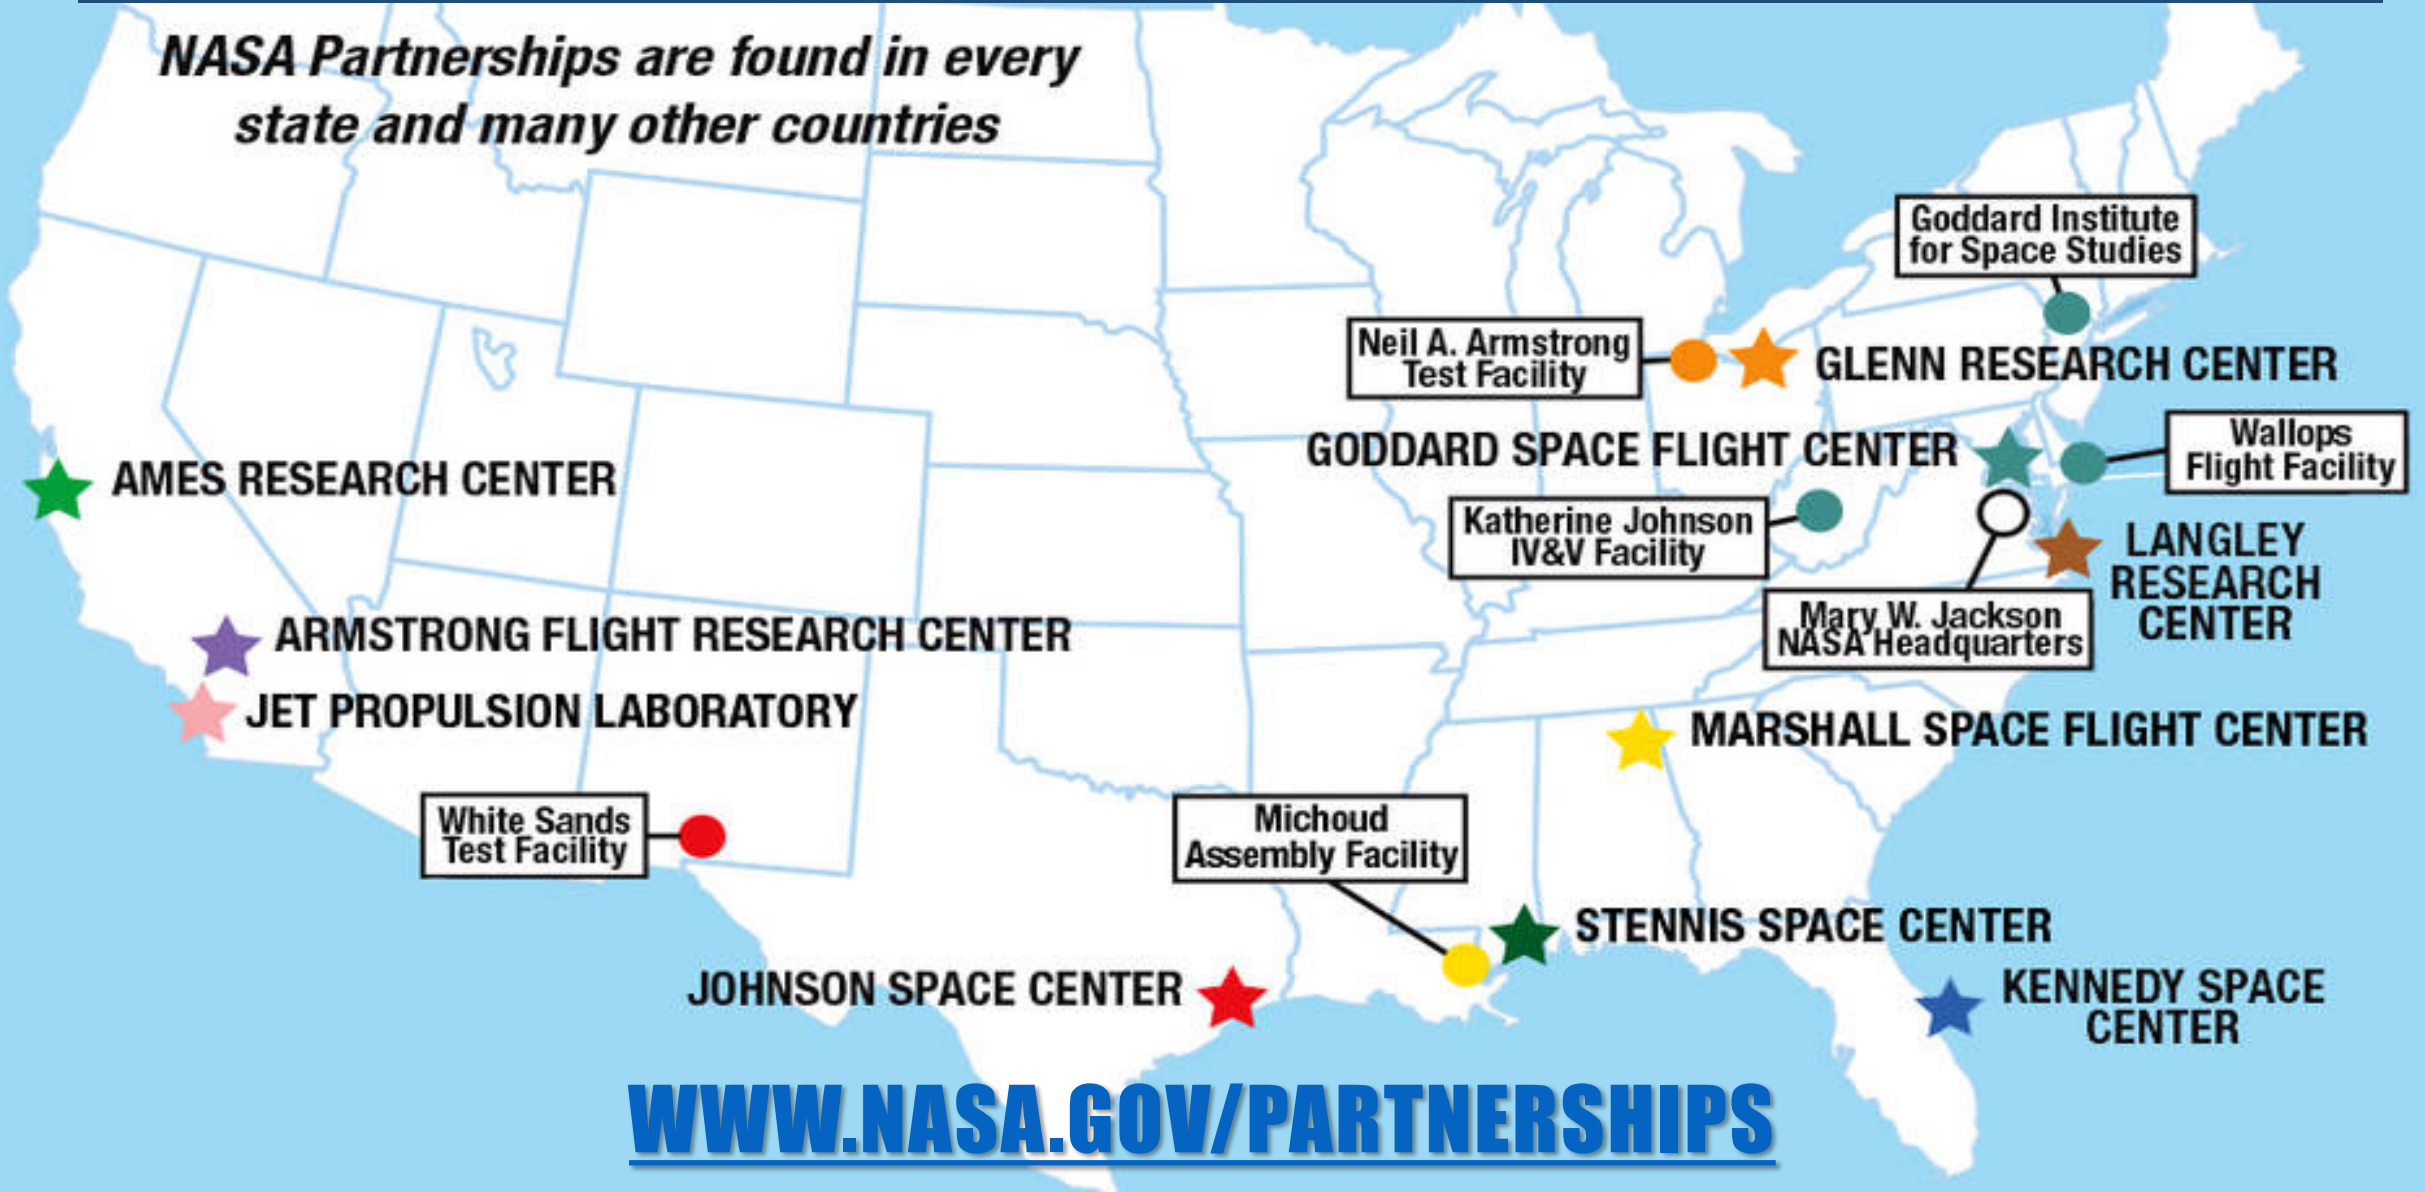 NASA Partnerships are found in every
state and many other countries
Goddard Institute
for Space Studies
Neil A. Armstrong
Test Facility
GLENN RESEARCH CENTER
Wallops
Flight Facility
GODDARD SPACE FLIGHT CENTER
AMES RESEARCH CENTER
Katherine Johnson
IV&V Facility
LANGLEY
RESEARCH
CENTER
Mary W. Jackson
NASA Headquarters
ARMSTRONG FLIGHT RESEARCH CENTER
JET PROPULSION LABORATORY
MARSHALL SPACE FLIGHT CENTER
White Sands
Test Facility
Michoud
Assembly Facility
STENNIS SPACE CENTER
JOHNSON SPACE CENTER
KENNEDY SPACE
CENTER
WWW.NASA.GOV/PARTNERSHIPS